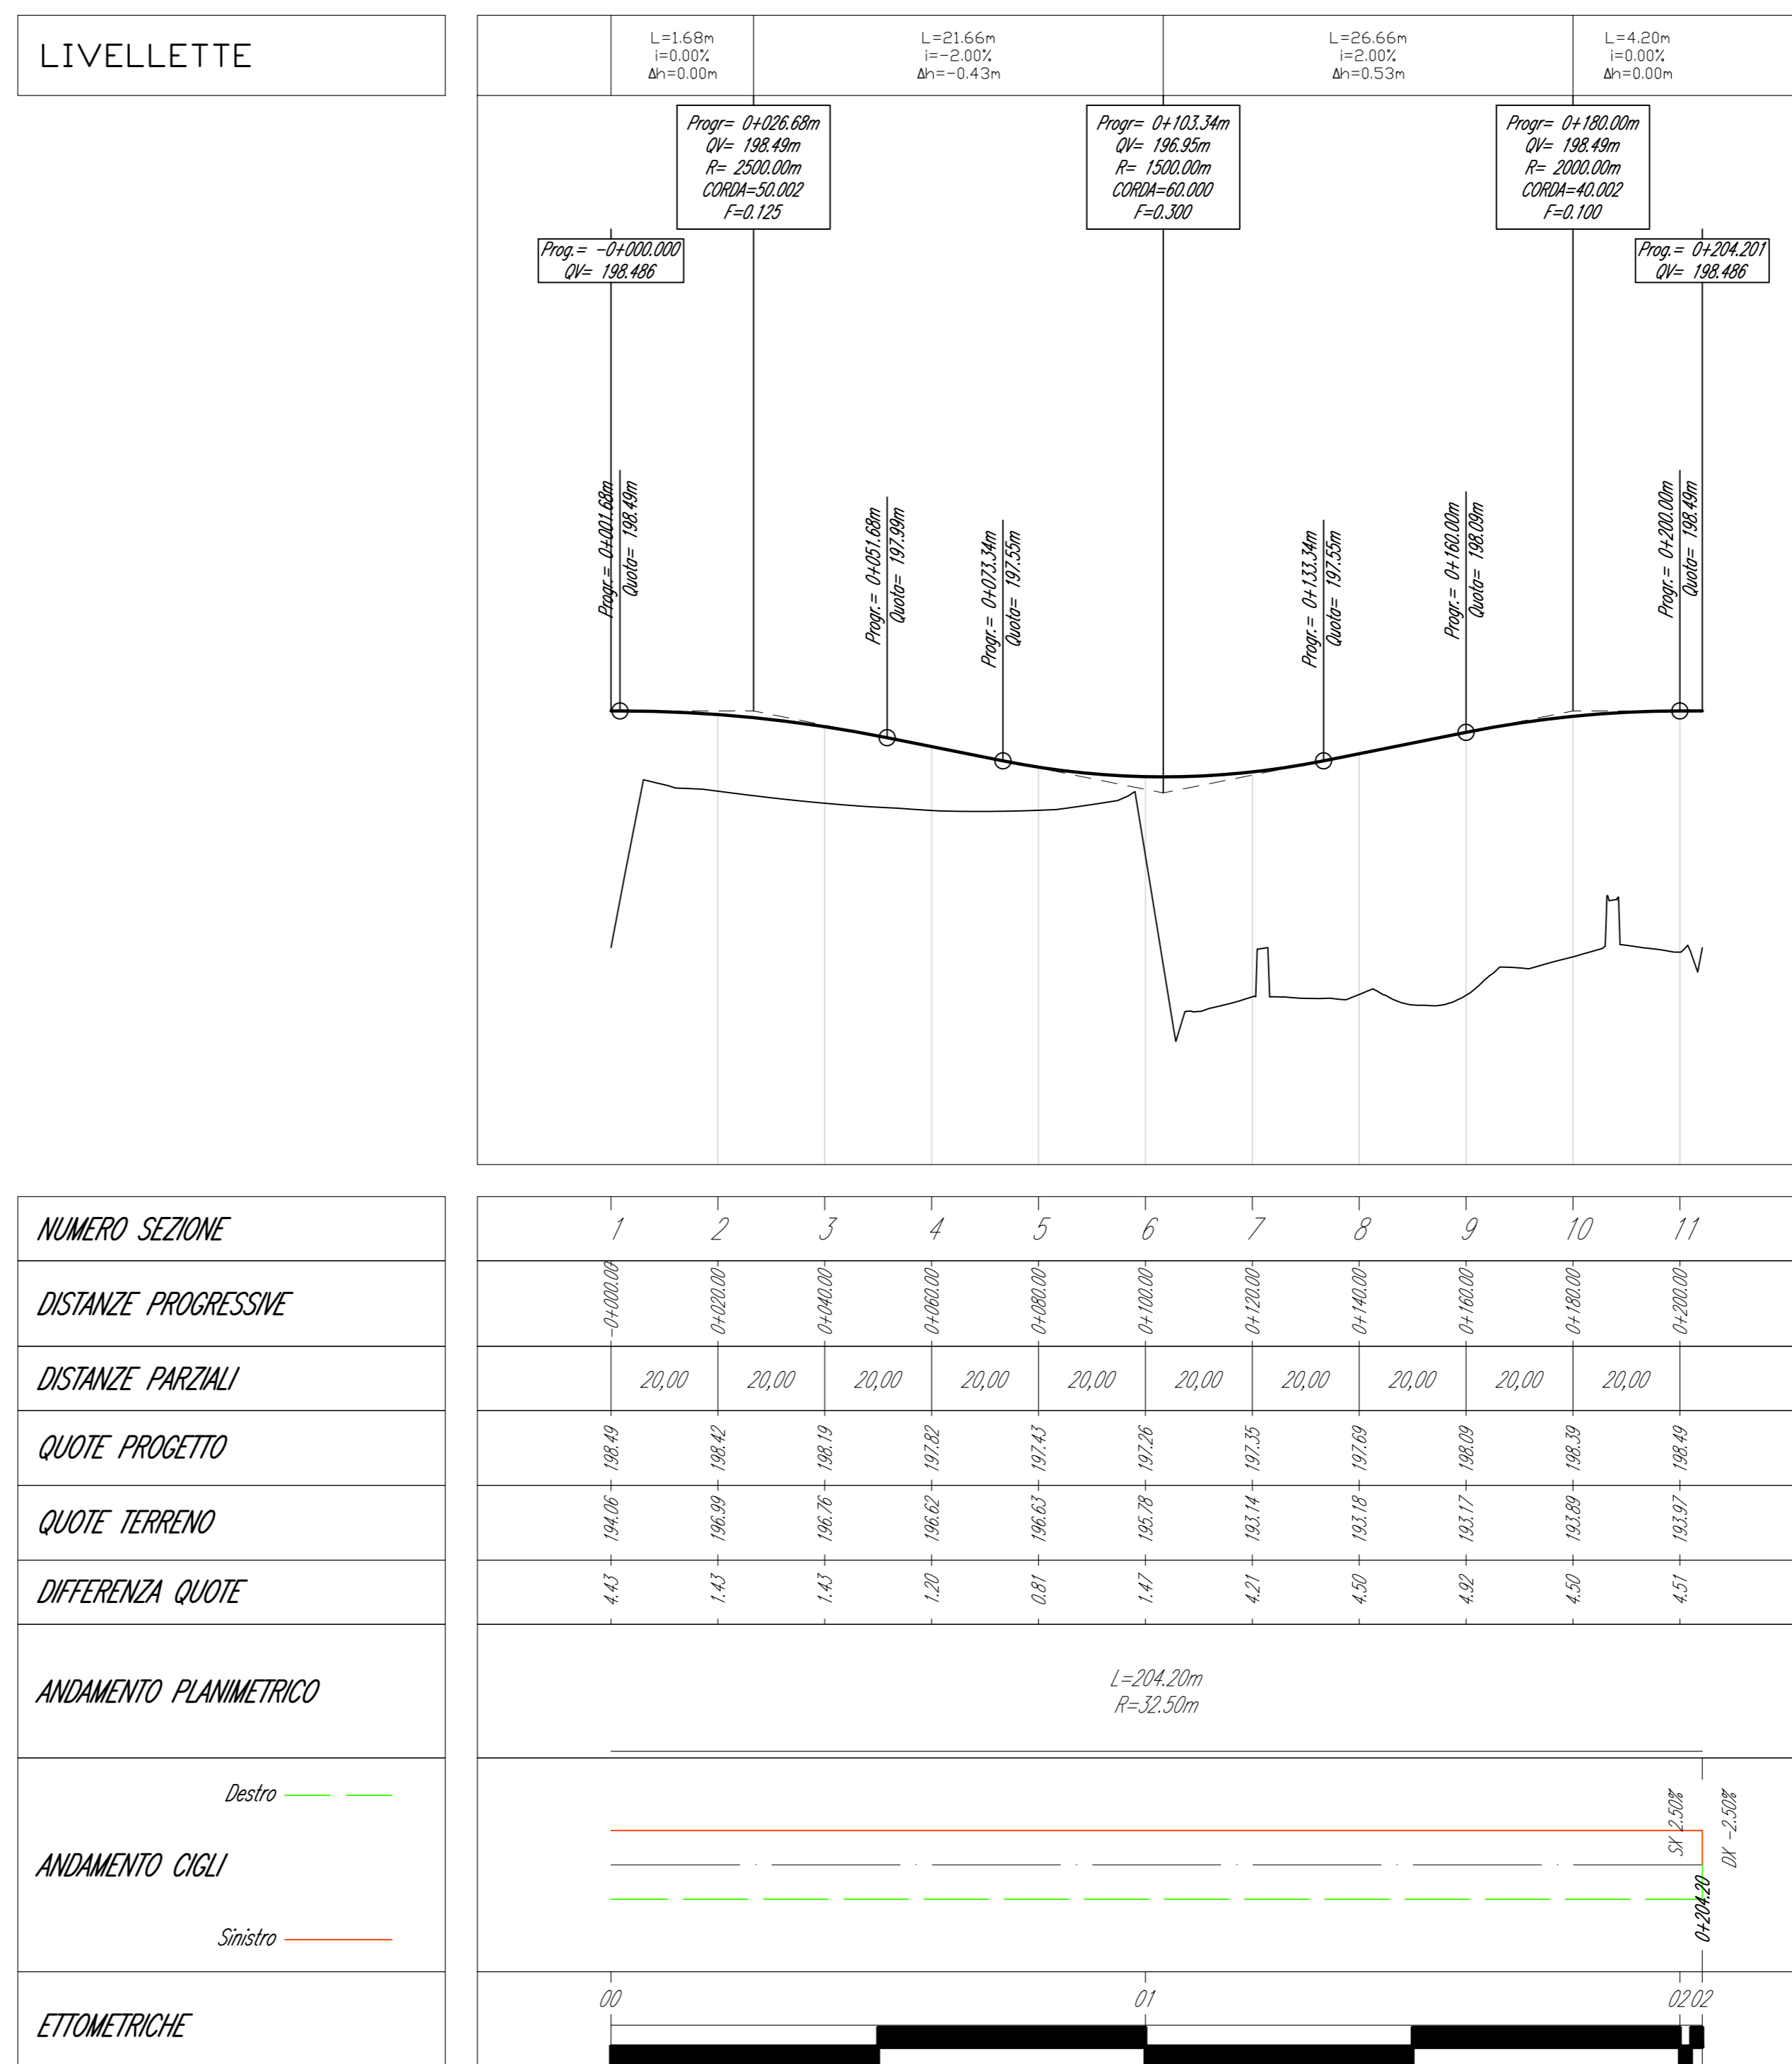 LIVELLETTE
L=1.68m
i=0.00%
Δh=0.00m
L=21.66m
i=-2.00%
Δh=-0.43m
L=26.66m
i=2.00%
Δh=0.53m
L=4.20m
i=0.00%
Δh=0.00m
Progr= 0+026.68m
QV= 198.49m
R= 2500.00m
CORDA=50.002
F=0.125
Progr= 0+103.34m
QV= 196.95m
R= 1500.00m
CORDA=60.000
F=0.300
Progr= 0+180.00m
QV= 198.49m
R= 2000.00m
CORDA=40.002
F=0.100
Prog.= -0+000.000
QV= 198.486
Prog.= 0+204.201
QV= 198.486
Progr.= 0+001.68m
Quota= 198.49m
Progr.= 0+051.68m
Quota= 197.99m
Progr.= 0+073.34m
Quota= 197.55m
Progr.= 0+133.34m
Quota= 197.55m
Progr.= 0+160.00m
Quota= 198.09m
Progr.= 0+200.00m
Quota= 198.49m
NUMERO SEZIONE 1 2 3 4 5 6 7 8 9 10 11
DISTANZE PROGRESSIVE -0+000.00 0+020.00 0+040.00 0+060.00 0+080.00 0+100.00 0+120.00 0+140.00 0+160.00 0+180.00 0+200.00
DISTANZE PARZIALI 20,00 20,00 20,00 20,00 20,00 20,00 20,00 20,00 20,00 20,00
QUOTE PROGETTO 198.49 198.42 198.19 197.82 197.43 197.26 197.35 197.69 198.09 198.39 198.49
QUOTE TERRENO 194.06 196.99 196.76 196.62 196.63 195.78 193.14 193.18 193.17 193.89 193.97
DIFFERENZA QUOTE 4.43 1.43 1.43 1.20 0.81 1.47 4.21 4.50 4.92 4.50 4.51
ANDAMENTO PLANIMETRICO
L=204.20m
R=32.50m
Destro
ANDAMENTO CIGLI
Sinistro
SX 2.50%
DX -2.50%
0+204.20
ETTOMETRICHE 00 01 02 02